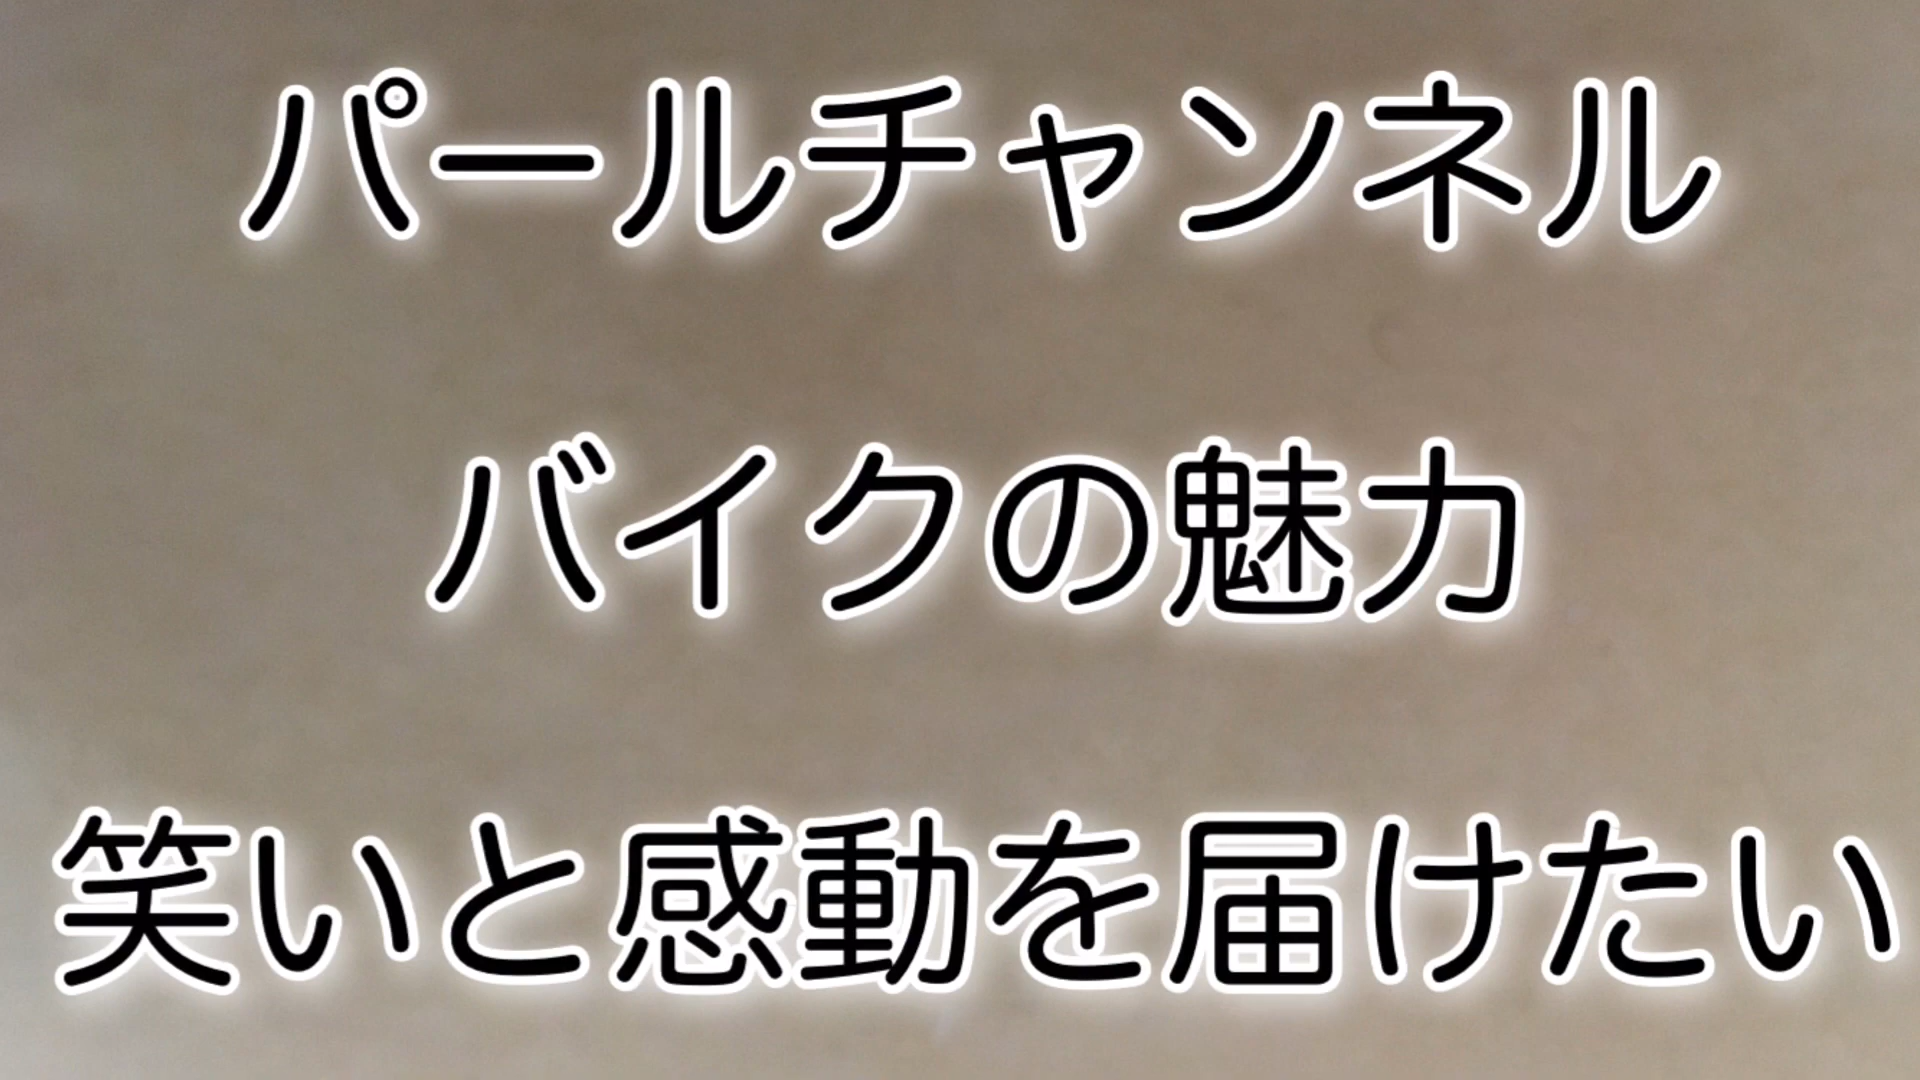 パールチャンネル
バイクの魅力
笑いと感動を届けたい